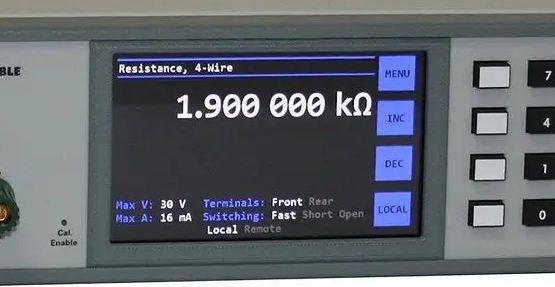 BLE
Resistance, 4-Wire
MENU
1.900 000 kΩ
INC
DEC
Max V: 30 V Terminals: Front Rear
Max A: 16 mA Switching: Fast Short Open
Local Remote
LOCAL
Cal.
Enable
7
4
1
0